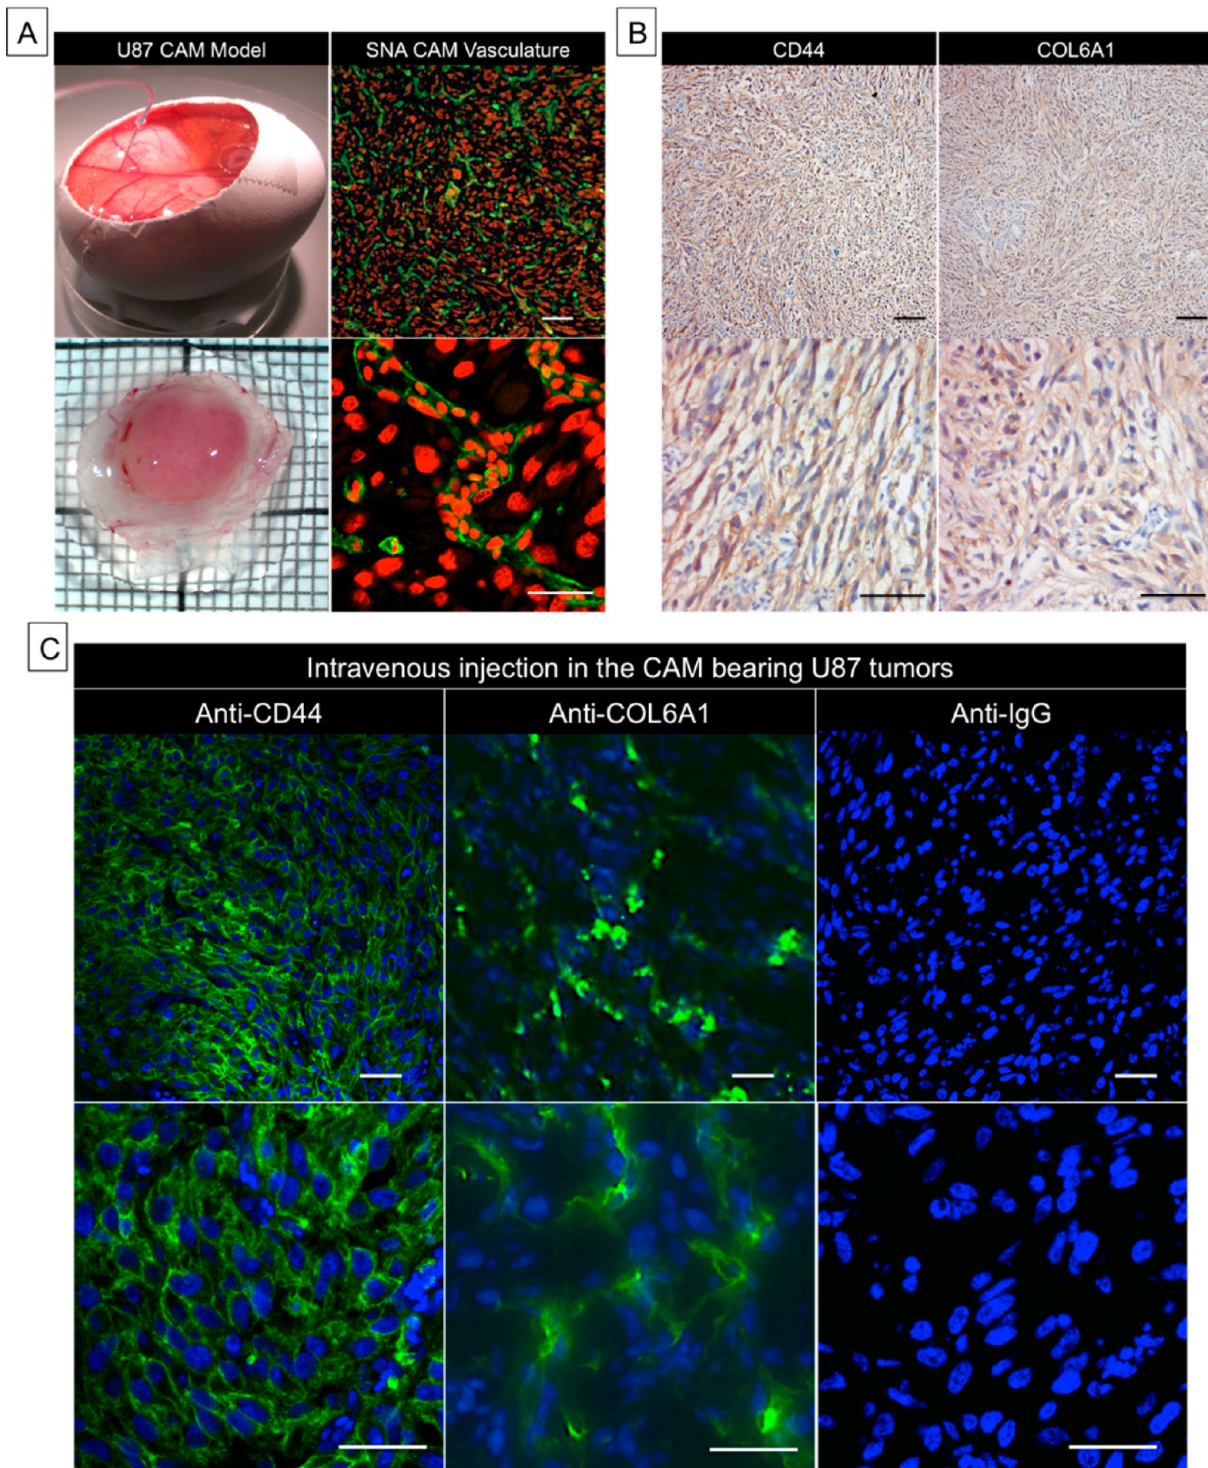 A
U87 CAM Model
SNA CAM Vasculature
B
CD44
COL6A1
C
Intravenous injection in the CAM bearing U87 tumors
Anti-CD44
Anti-COL6A1
Anti-IgG